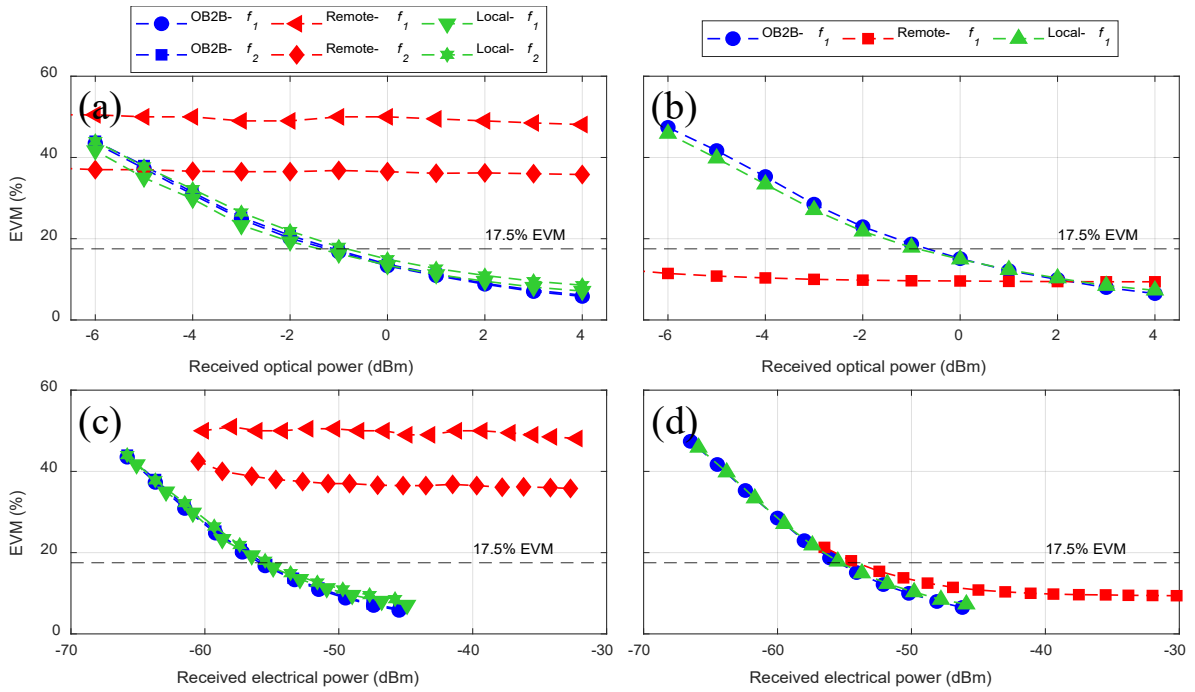 OB2B- f1 Remote- f1 Local- f1
OB2B- f2 Remote- f2 Local- f2
OB2B- f1 Remote- f1 Local- f1
(a)
60
40
20
0
EVM (%)
17.5% EVM
-6 -4 -2 0 2 4
Received optical power (dBm)
(b)
17.5% EVM
-6 -4 -2 0 2 4
Received optical power (dBm)
(c)
60
40
20
0
EVM (%)
17.5% EVM
-70 -60 -50 -40 -30
Received electrical power (dBm)
(d)
17.5% EVM
-70 -60 -50 -40 -30
Received electrical power (dBm)